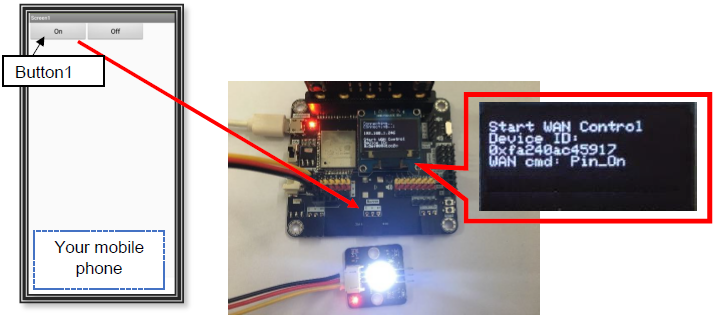 Screen1
On
Off
Button1
Your mobile
phone
Start WAN Control
Device ID:
0xfa240ac45917
WAN cmd: Pin_On